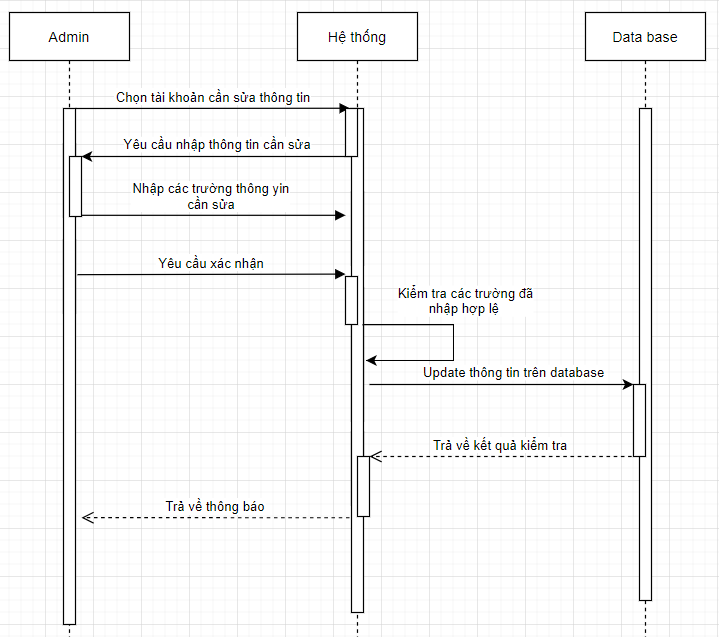 Admin
Hệ thống
Data base
Chọn tài khoản cần sửa thông tin
Yêu cầu nhập thông tin cần sửa
Nhập các trường thông yin
cần sửa
Yêu cầu xác nhận
Kiểm tra các trường đã
nhập hợp lệ
Update thông tin trên database
Trả về kết quả kiểm tra
Trả về thông báo